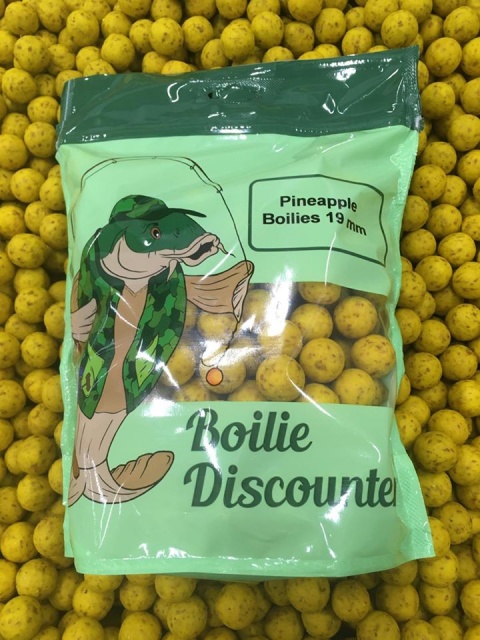 Pineapple
Boilies 19 mm
Boilie
Discounter